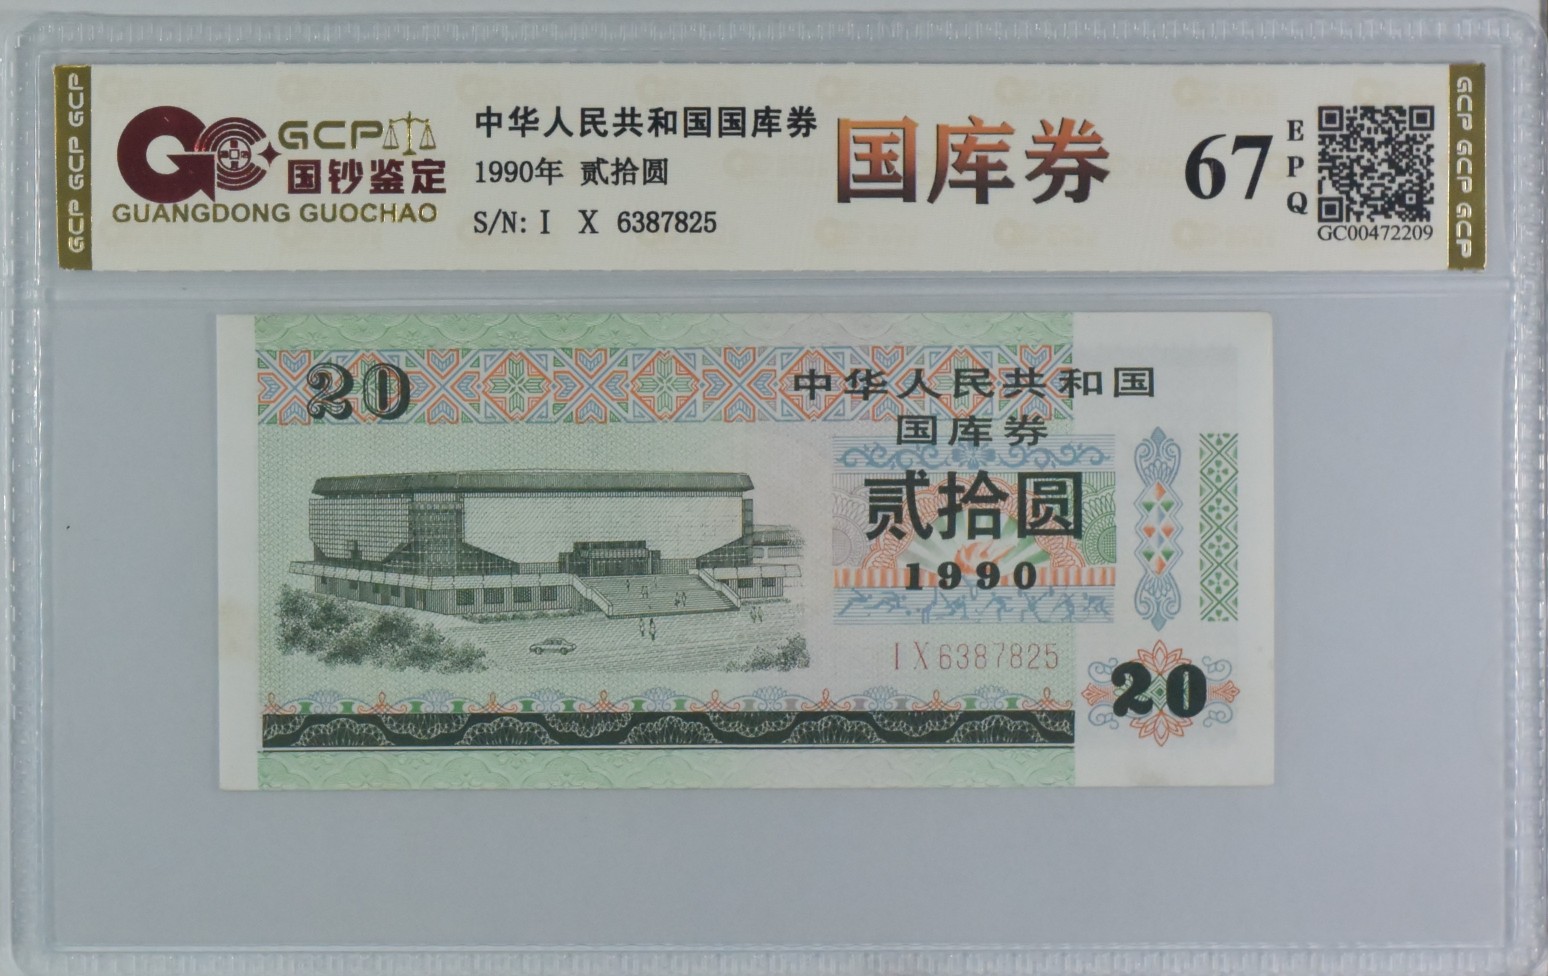 GCP GCP GCP
GCP
国钞鉴定
GUANGDONG GUOCHAO
中华人民共和国国库券
1990年 贰拾圆
S/N: I X 6387825
国库券
67
EPQ
GC00472209
GCP GCP GCP
20
中华人民共和国
国库券
贰拾圆
1990
IX6387825
20